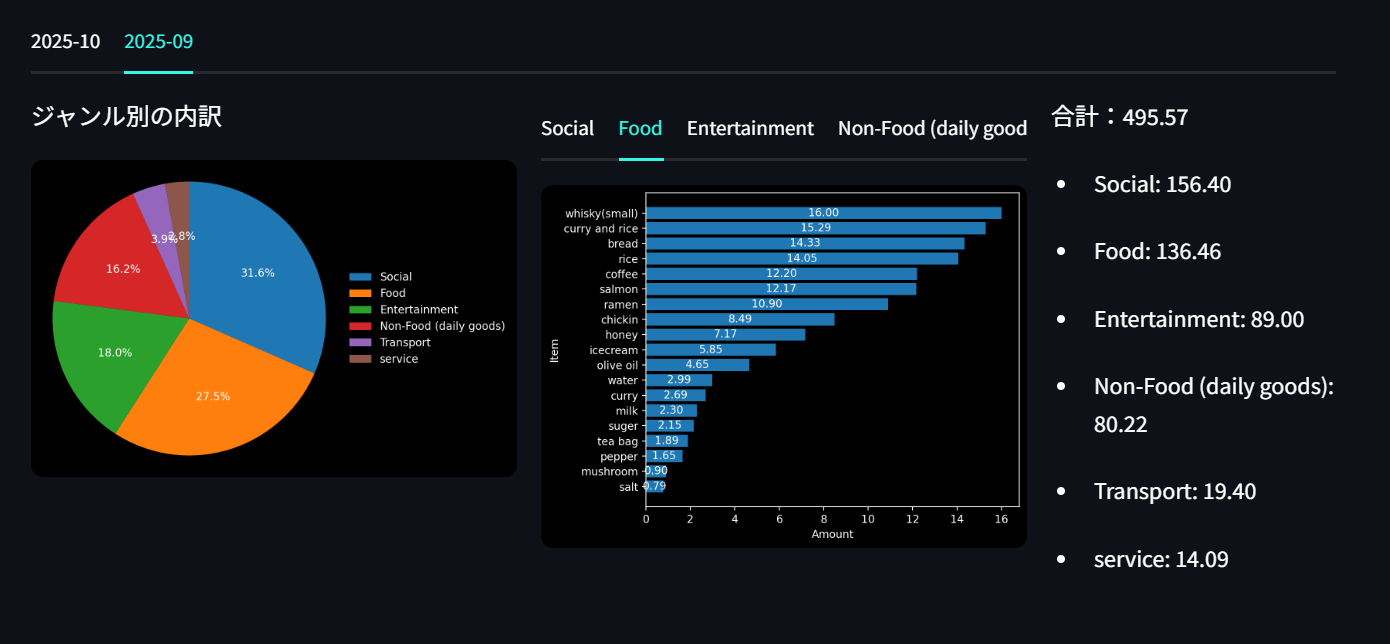 2025-10 2025-09
ジャンル別の内訳
31.6%
27.5%
18.0%
16.2%
3.9%
2.8%
Social
Food
Entertainment
Non-Food (daily goods)
Transport
service
Social Food Entertainment Non-Food (daily good
Item
whisky(small) 16.00
curry and rice 15.29
bread 14.33
rice 14.05
coffee 12.20
salmon 12.17
ramen 10.90
chickin 8.49
honey 7.17
icecream 5.85
olive oil 4.65
water 2.99
curry 2.69
milk 2.30
suger 2.15
tea bag 1.89
pepper 1.65
mushroom 0.90
salt 0.79
0 2 4 6 8 10 12 14 16
Amount
合計:495.57
• Social: 156.40
• Food: 136.46
• Entertainment: 89.00
• Non-Food (daily goods):
80.22
• Transport: 19.40
• service: 14.09